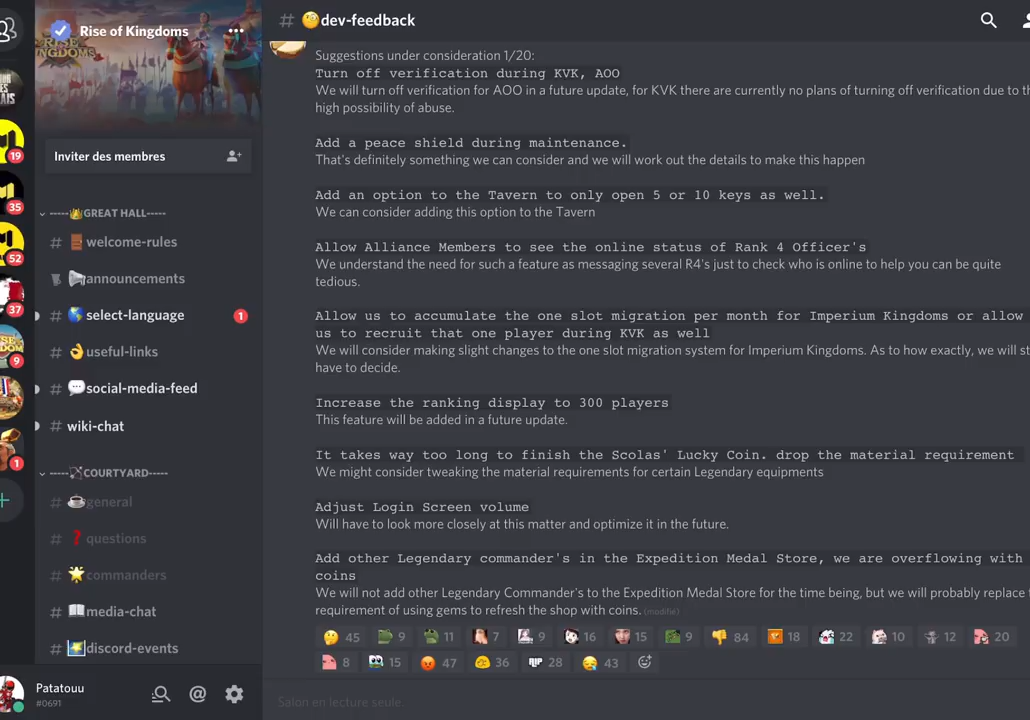 Rise of Kingdoms
# dev-feedback
Suggestions under consideration 1/20:
Turn off verification during KVK, AOO
We will turn off verification for AOO in a future update, for KVK there are currently no plans of turning off verification due to
high possibility of abuse.
Add a peace shield during maintenance.
That's definitely something we can consider and we will work out the details to make this happen
Add an option to the Tavern to only open 5 or 10 keys as well.
We can consider adding this option to the Tavern
Allow Alliance Members to see the online status of Rank 4 Officer's
We understand the need for such a feature as messaging several R4's just to check who is online to help you can be quite
tedious.
Allow us to accumulate the one slot migration per month for Imperium Kingdoms or allow
us to recruit that one player during KVK as well
We will consider making slight changes to the one slot migration system for Imperium Kingdoms. As to how exactly, we will
have to decide.
Increase the ranking display to 300 players
This feature will be added in a future update.
It takes way too long to finish the Scolas' Lucky Coin. drop the material requirement
We might consider tweaking the material requirements for certain Legendary equipments
Adjust Login Screen volume
Will have to look more closely at this matter and optimize it in the future.
Add other Legendary commander's in the Expedition Medal Store, we are overflowing with
coins
We will not add other Legendary Commander's to the Expedition Medal Store for the time being, but we will probably replace
requirement of using gems to refresh the shop with coins. (modifié)
45 9 11 7 9 16 15 9 84 18 22 10 12 20
8 15 47 36 28 43
Salon en lecture seule
Inviter des membres
-----GREAT HALL-----
# welcome-rules
announcements
# select-language 1
# useful-links
# social-media-feed
# wiki-chat
-----COURTYARD-----
# general
# questions
# commanders
# media-chat
# discord-events
19
35
52
37
9
1
Patatouu
#0691